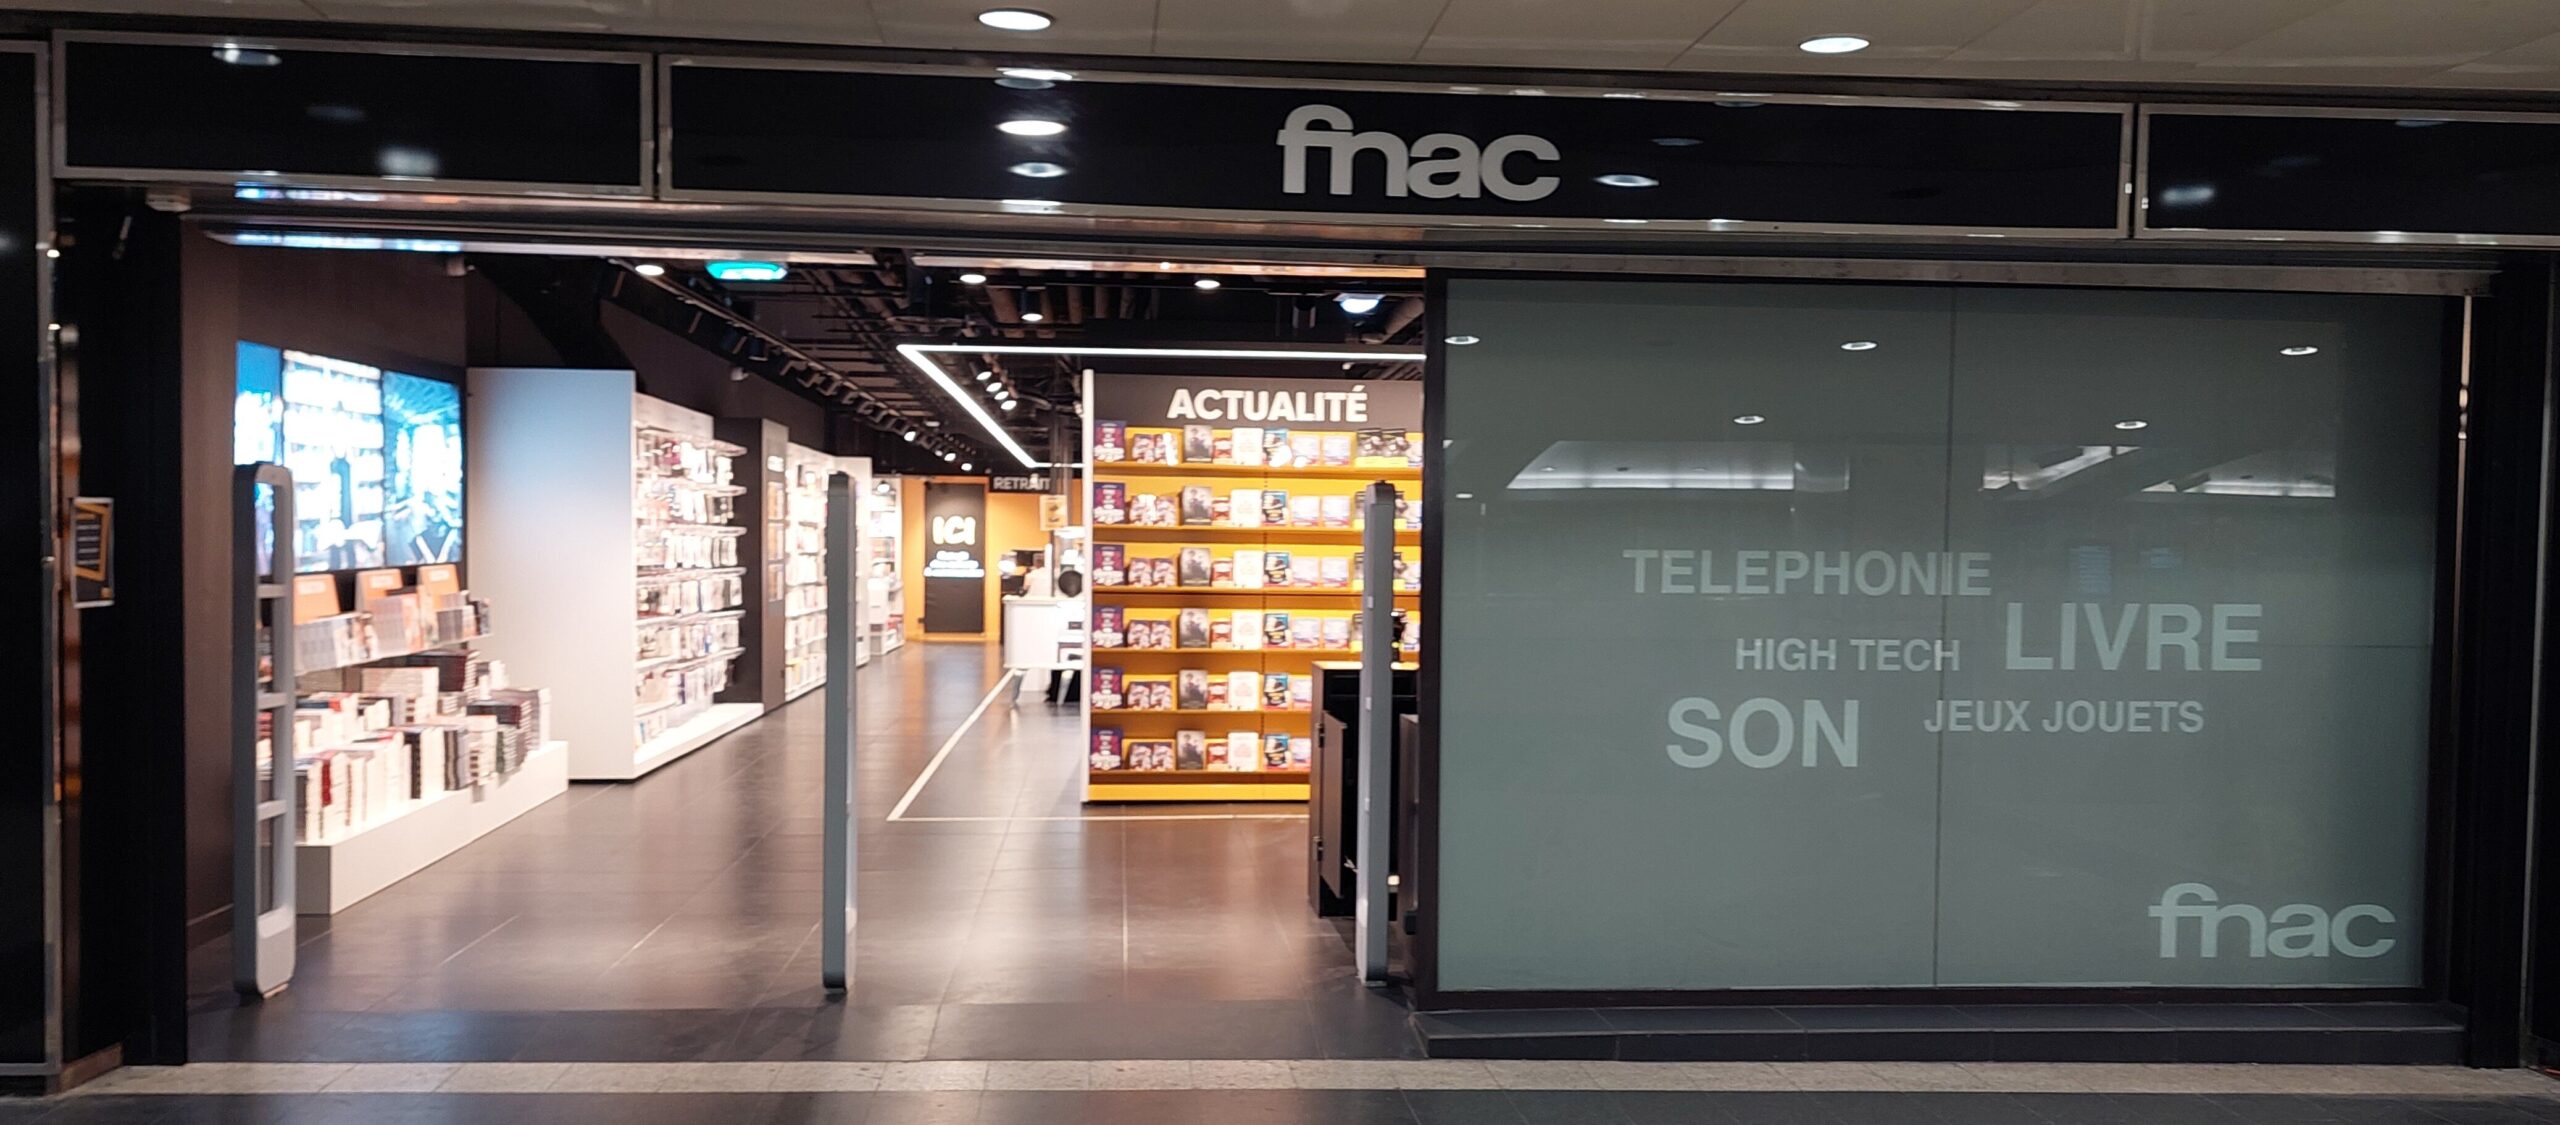 fnac
ACTUALITÉ
RETRAIT
ICI
TELEPHONIE
LIVRE
HIGH TECH
SON
JEUX JOUETS
fnac